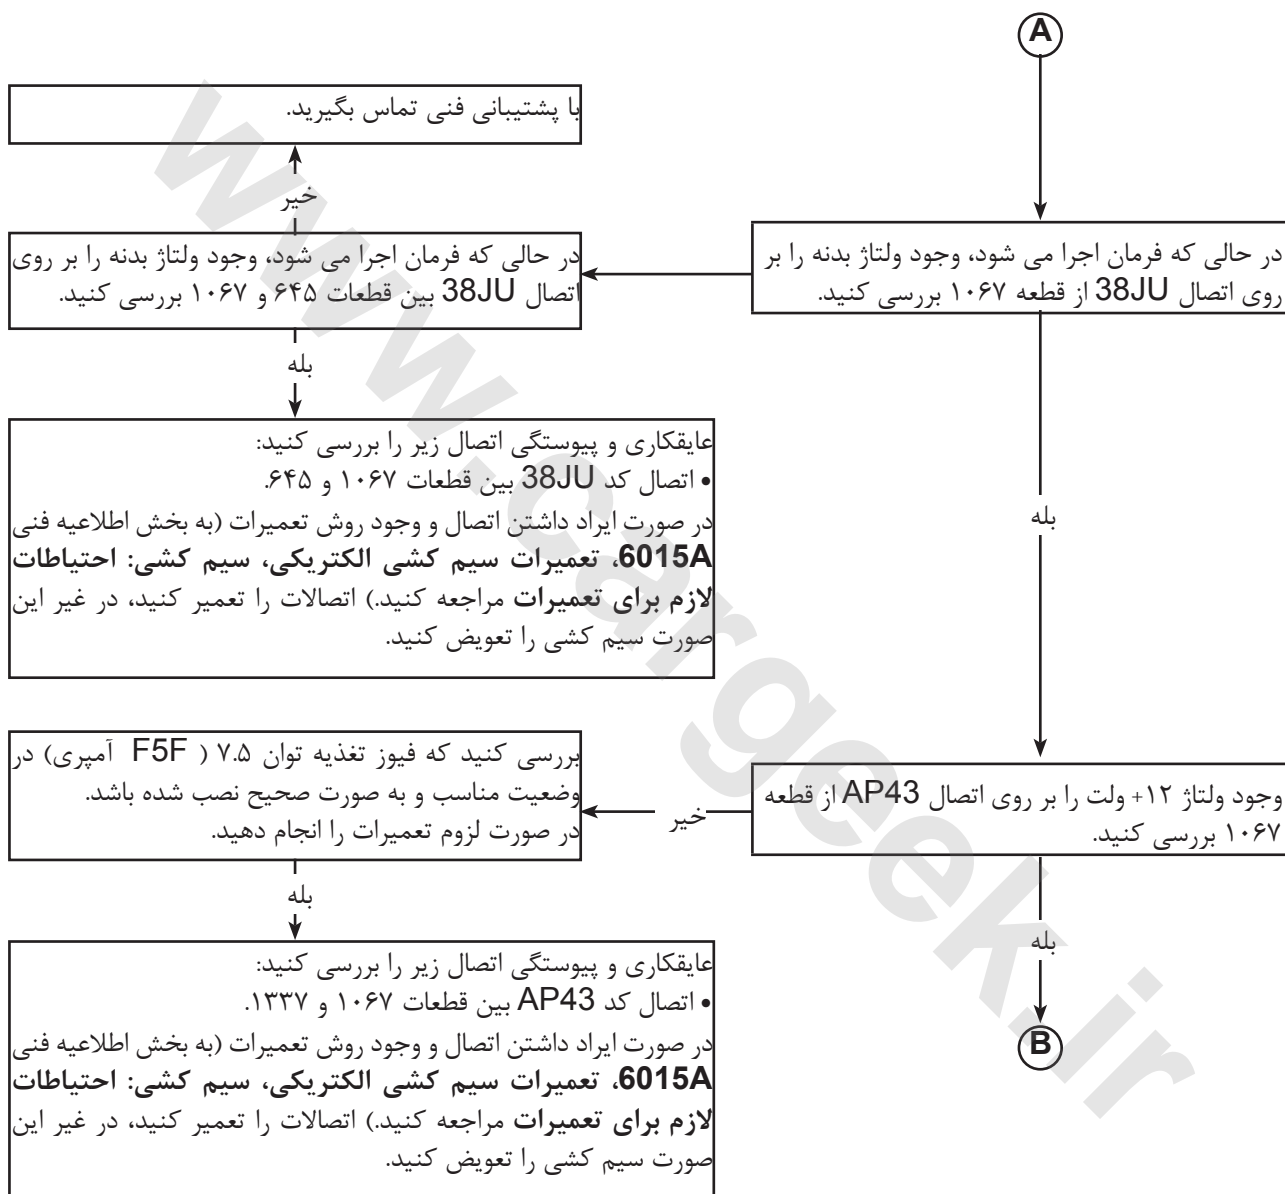 A
در حالی که فرمان اجرا می شود، وجود ولتاژ بدنه را بر
روی اتصال 38JU از قطعه ۱۰۶۷ بررسی کنید.
در حالی که فرمان اجرا می شود، وجود ولتاژ بدنه را بر روی
اتصال 38JU بین قطعات ۶۴۵ و ۱۰۶۷ بررسی کنید.
خیر
با پشتیبانی فنی تماس بگیرید.
بله
عایقکاری و پیوستگی اتصال زیر را بررسی کنید:
• اتصال کد 38JU بین قطعات ۱۰۶۷ و ۶۴۵.
در صورت ایراد داشتن اتصال و وجود روش تعمیرات (به بخش اطلاعیه فنی
6015A، تعمیرات سیم کشی الکتریکی، سیم کشی: احتیاطات
لازم برای تعمیرات مراجعه کنید.) اتصالات را تعمیر کنید، در غیر این
صورت سیم کشی را تعویض کنید.
بله
وجود ولتاژ ۱۲+ ولت را بر روی اتصال AP43 از قطعه
۱۰۶۷ بررسی کنید.
خیر
بررسی کنید که فیوز تغذیه توان ۷.۵ ( F5F آمپری) در
وضعیت مناسب و به صورت صحیح نصب شده باشد.
در صورت لزوم تعمیرات را انجام دهید.
بله
عایقکاری و پیوستگی اتصال زیر را بررسی کنید:
• اتصال کد AP43 بین قطعات ۱۰۶۷ و ۱۳۳۷.
در صورت ایراد داشتن اتصال و وجود روش تعمیرات (به بخش اطلاعیه فنی
6015A، تعمیرات سیم کشی الکتریکی، سیم کشی: احتیاطات
لازم برای تعمیرات مراجعه کنید.) اتصالات را تعمیر کنید، در غیر این
صورت سیم کشی را تعویض کنید.
بله
B
www.cargeek.ir